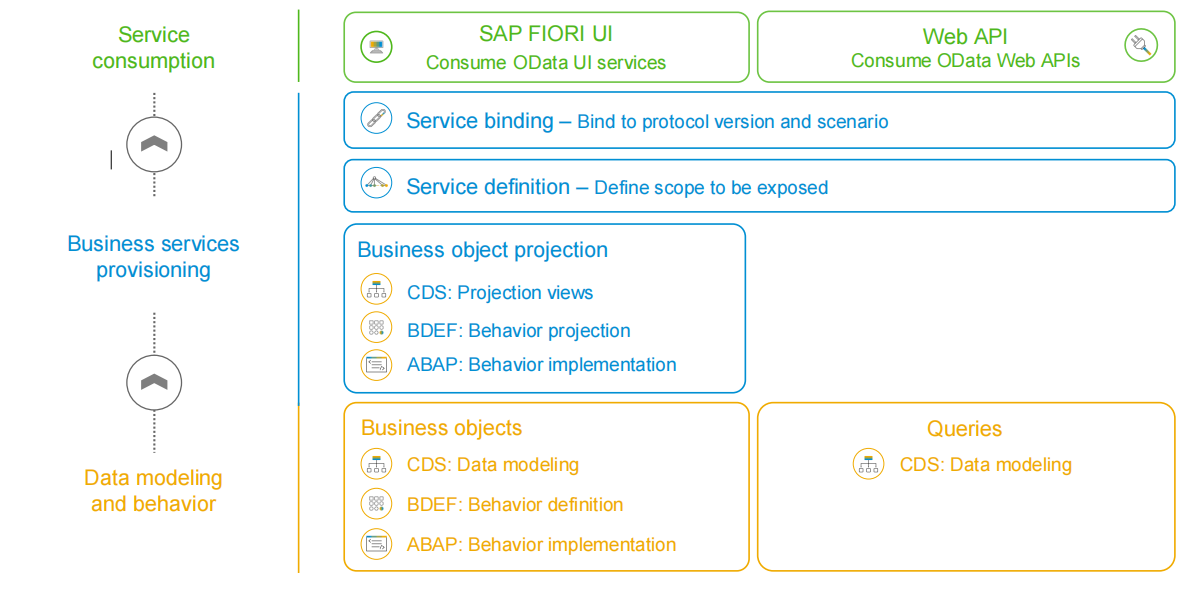 Service
consumption
SAP FIORI UI
Consume OData UI services
Web API
Consume OData Web APIs
Service binding – Bind to protocol version and scenario
Service definition – Define scope to be exposed
Business services
provisioning
Business object projection
CDS: Projection views
BDEF: Behavior projection
ABAP: Behavior implementation
Data modeling
and behavior
Business objects
CDS: Data modeling
BDEF: Behavior definition
ABAP: Behavior implementation
Queries
CDS: Data modeling